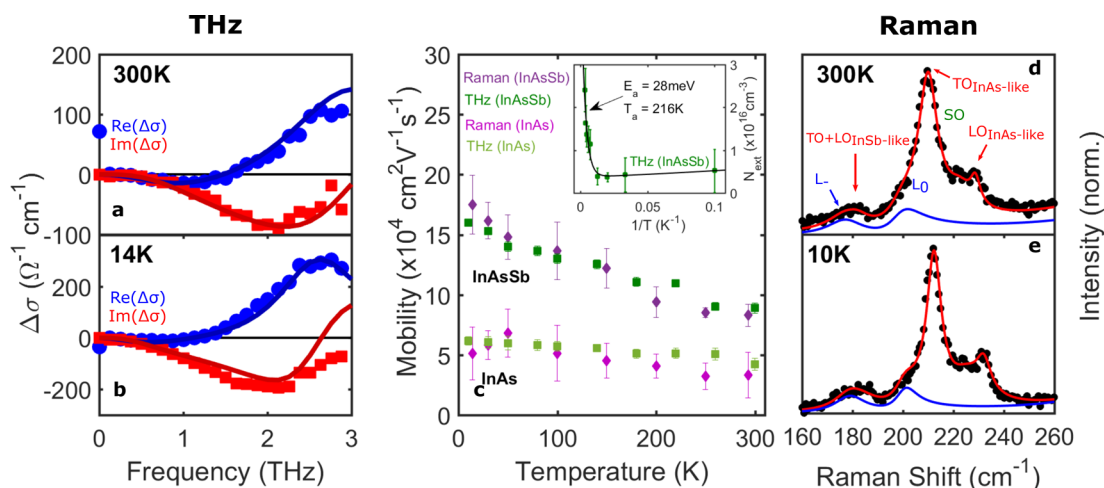 THz
Raman
200
100
0
-100
200
0
-200
0
1
2
3
300K
Re(Δσ)
Im(Δσ)
a
14K
Re(Δσ)
Im(Δσ)
b
Δσ (Ω⁻¹ cm⁻¹)
Frequency (THz)
30
25
20
15
10
5
0
0
100
200
300
Mobility (x10⁴ cm²V⁻¹s⁻¹)
Temperature (K)
Raman (InAsSb)
THz (InAsSb)
Raman (InAs)
THz (InAs)
InAsSb
InAs
c
Eₐ = 28meV
Tₐ = 216K
THz (InAsSb)
0
0.05
0.1
1/T (K⁻¹)
3
2
1
0
N_ext (x10¹⁶cm⁻³)
300K
d
TO_InAs-like
SO
LO_InAs-like
TO+LO_InSb-like
L-
L0
10K
e
160
180
200
220
240
260
Raman Shift (cm⁻¹)
Intensity (norm.)